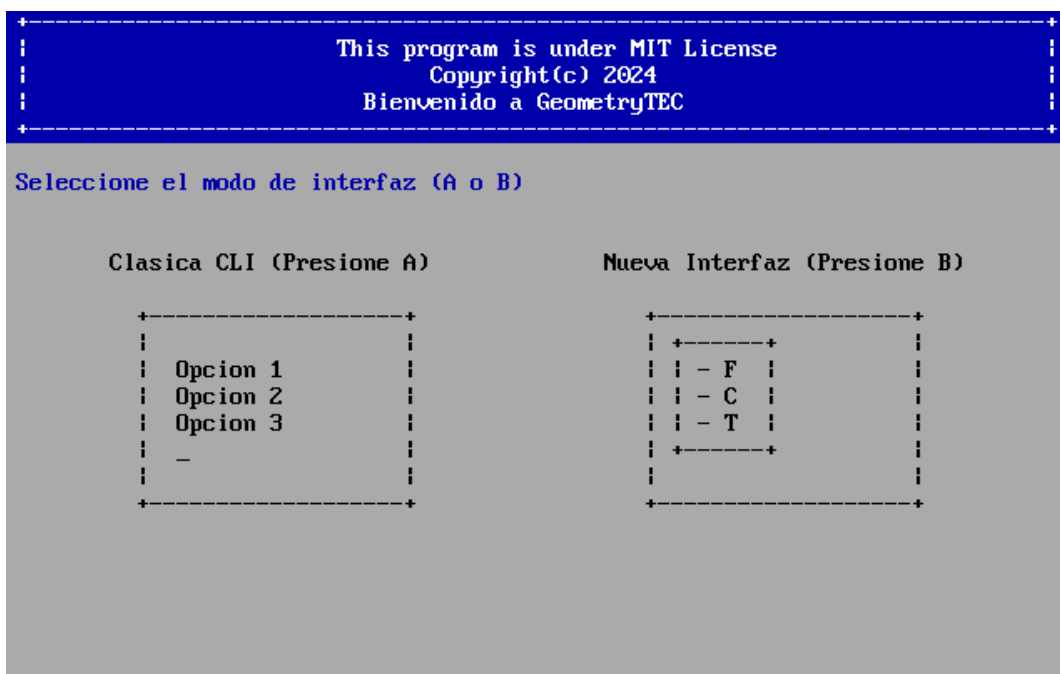 This program is under MIT License
Copyright(c) 2024
Bienvenido a GeometryTEC
Seleccione el modo de interfaz (A o B)
Clasica CLI (Presione A)
Nueva Interfaz (Presione B)
Opcion 1
Opcion 2
Opcion 3
_
- F
- C
- T